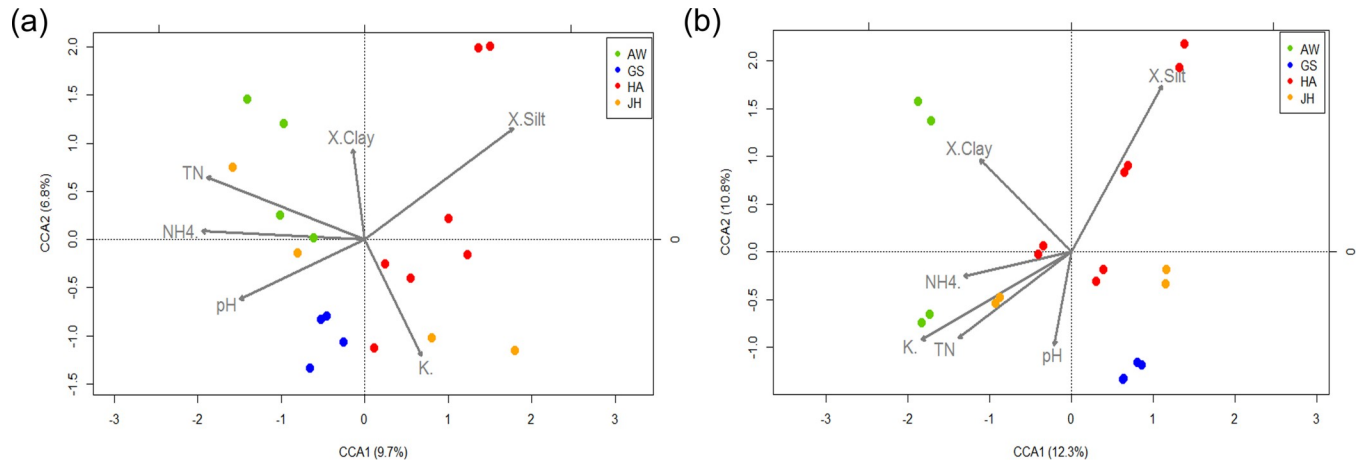 (a)
AW
GS
HA
JH
X.Silt
X.Clay
TN
NH4.
pH
K.
0
2.0
1.5
1.0
0.5
0.0
-0.5
-1.0
-1.5
CCA2 (6.8%)
-3 -2 -1 0 1 2 3
CCA1 (9.7%)
(b)
AW
GS
HA
JH
X.Silt
X.Clay
NH4.
K.
TN
pH
0
2.0
1.5
1.0
0.5
0.0
-0.5
-1.0
CCA2 (10.8%)
-3 -2 -1 0 1 2 3
CCA1 (12.3%)